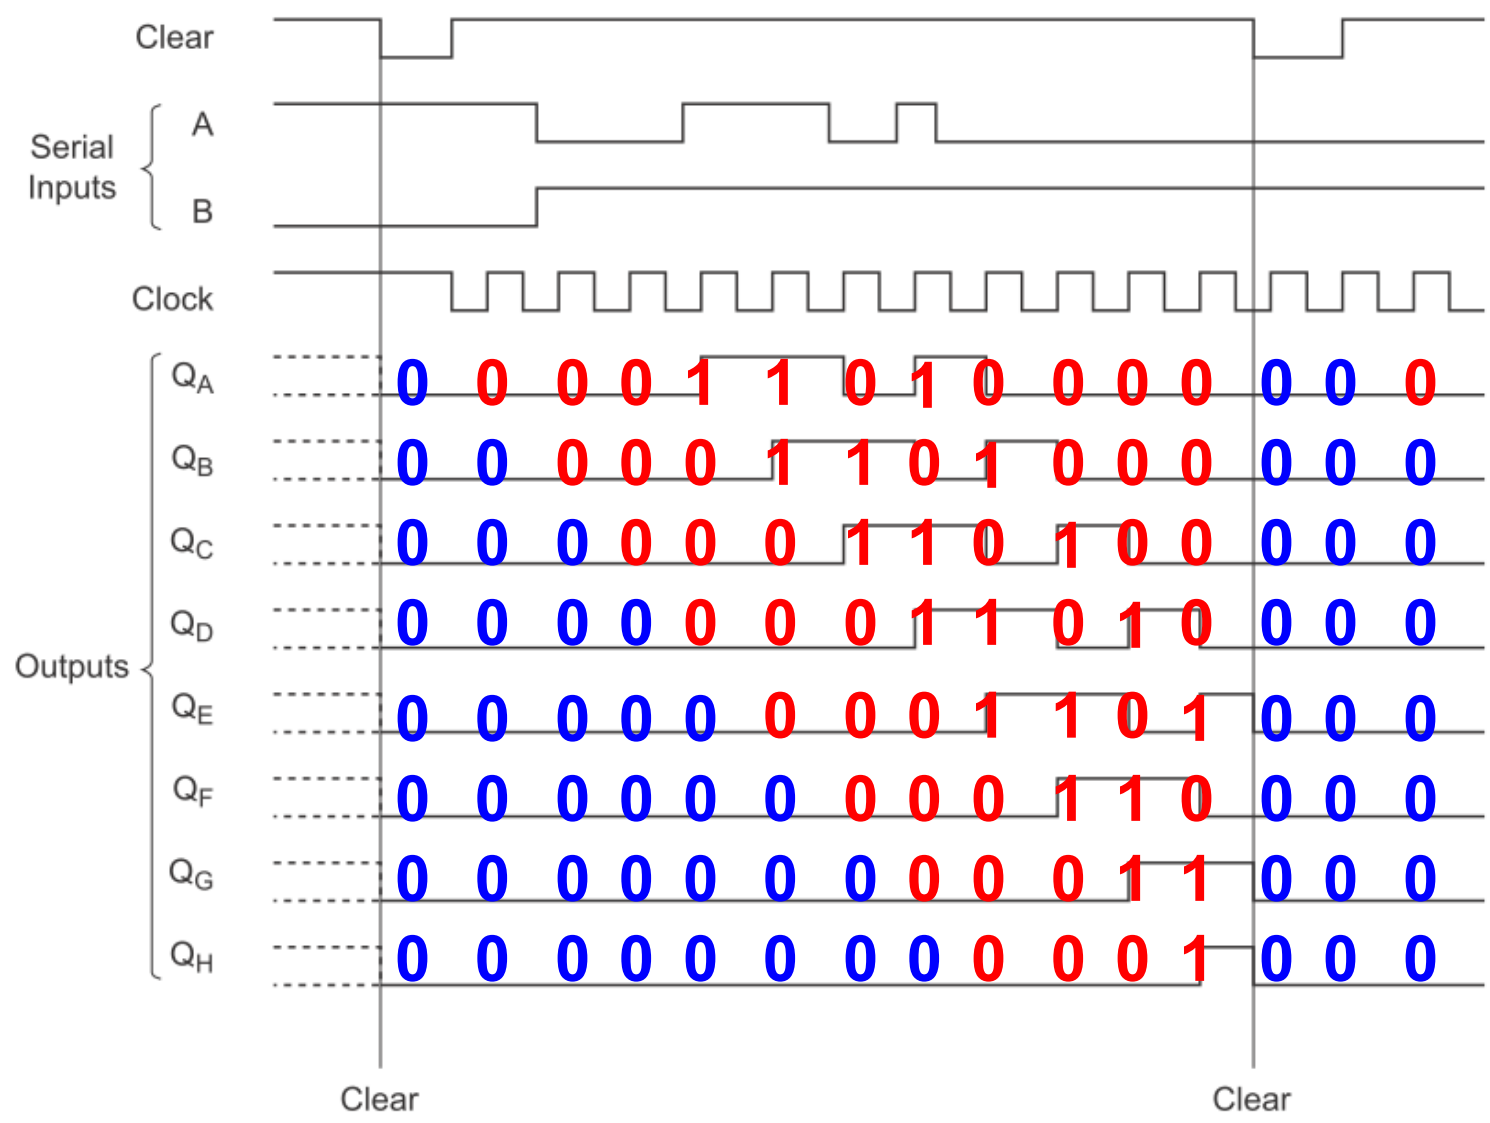 Clear
A
Serial
Inputs
B
Clock
QA 0 0 0 0 1 1 0 1 0 0 0 0 0 0 0
QB 0 0 0 0 0 1 1 0 1 0 0 0 0 0 0
QC 0 0 0 0 0 0 1 1 0 1 0 0 0 0 0
QD 0 0 0 0 0 0 0 1 1 0 1 0 0 0 0
Outputs
QE 0 0 0 0 0 0 0 0 1 1 0 1 0 0 0
QF 0 0 0 0 0 0 0 0 0 1 1 0 0 0 0
QG 0 0 0 0 0 0 0 0 0 0 1 1 0 0 0
QH 0 0 0 0 0 0 0 0 0 0 0 1 0 0 0
Clear Clear